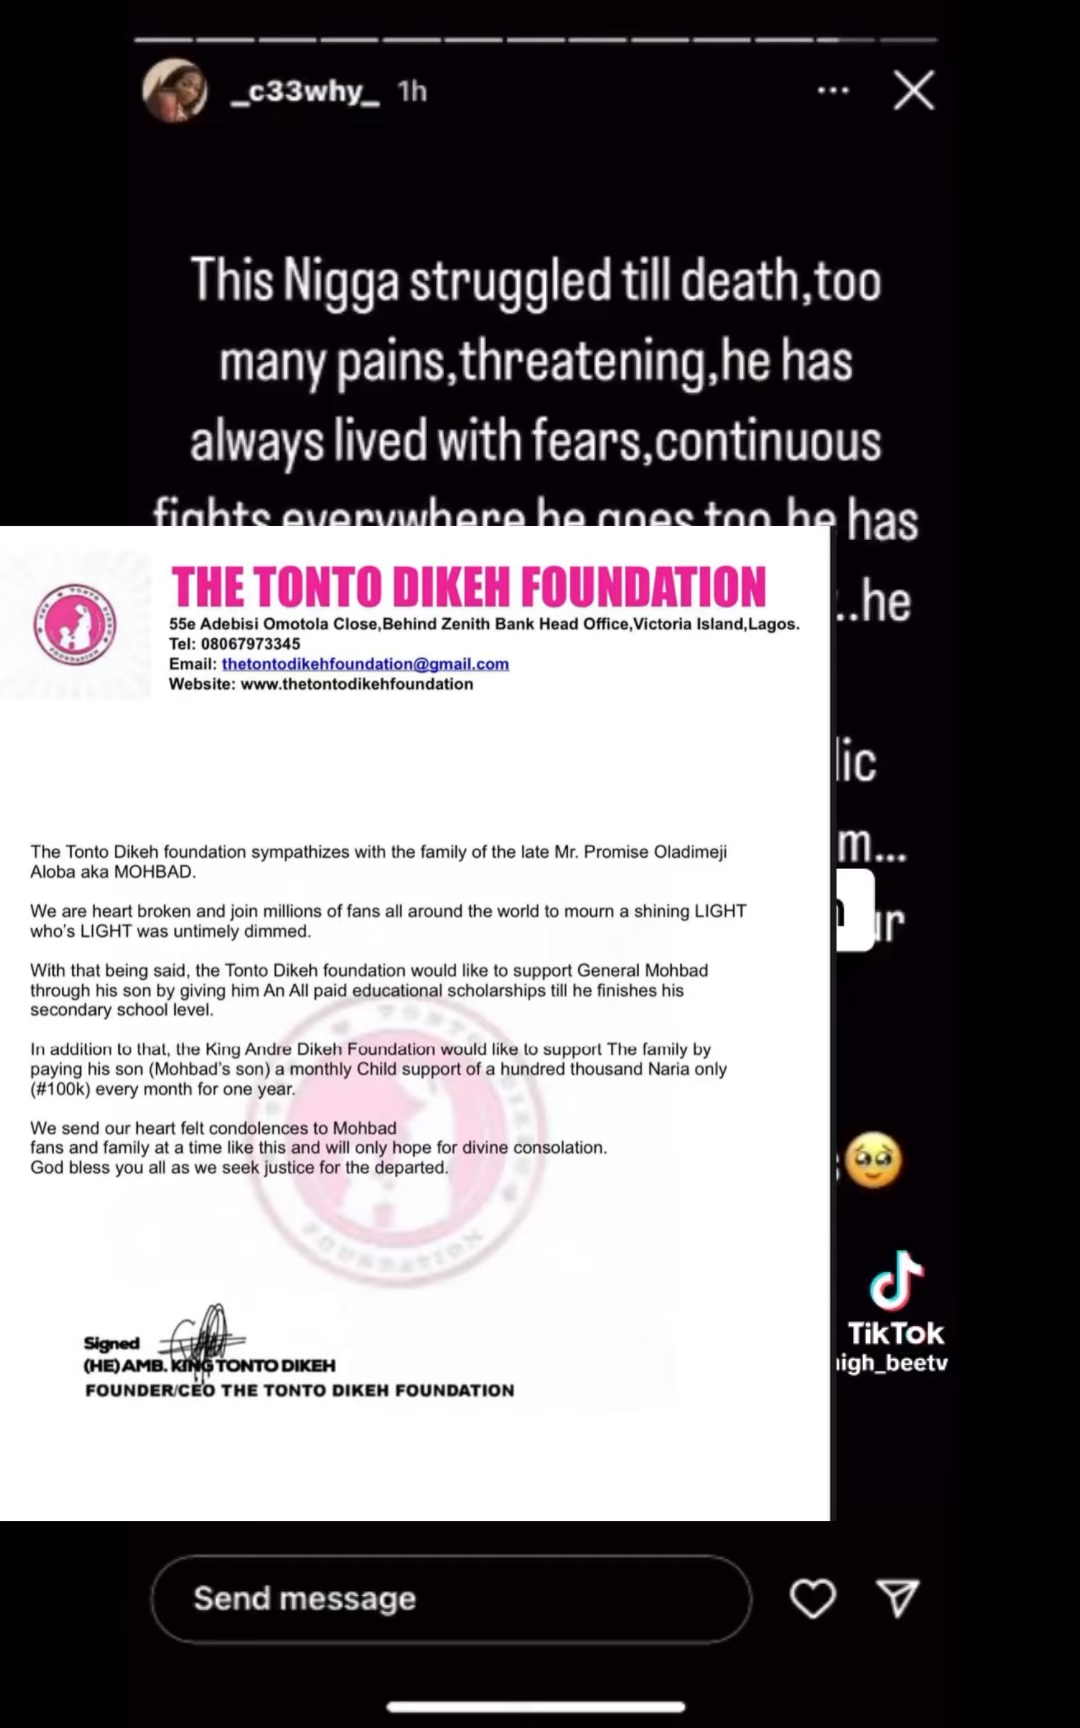 _c33why_ 1h
This Nigga struggled till death,too
many pains,threatening,he has
always lived with fears,continuous
fights everywhere he goes too,he has
..he
lic
m...
ur
THE TONTO DIKEH FOUNDATION
55e Adebisi Omotola Close,Behind Zenith Bank Head Office,Victoria Island,Lagos.
Tel: 08067973345
Email: thetontodikehfoundation@gmail.com
Website: www.thetontodikehfoundation
The Tonto Dikeh foundation sympathizes with the family of the late Mr. Promise Oladimeji
Aloba aka MOHBAD.
We are heart broken and join millions of fans all around the world to mourn a shining LIGHT
who's LIGHT was untimely dimmed.
With that being said, the Tonto Dikeh foundation would like to support General Mohbad
through his son by giving him An All paid educational scholarships till he finishes his
secondary school level.
In addition to that, the King Andre Dikeh Foundation would like to support The family by
paying his son (Mohbad's son) a monthly Child support of a hundred thousand Naria only
(#100k) every month for one year.
We send our heart felt condolences to Mohbad
fans and family at a time like this and will only hope for divine consolation.
God bless you all as we seek justice for the departed.
Signed
(HE) AMB. KING TONTO DIKEH
FOUNDER/CEO THE TONTO DIKEH FOUNDATION
TikTok
igh_beetv
Send message